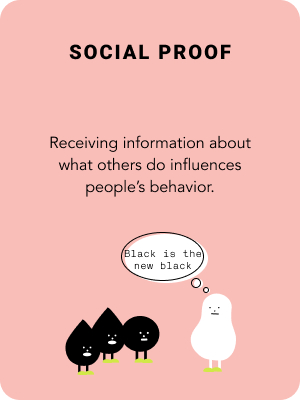 SOCIAL PROOF
Receiving information about
what others do influences
people's behavior.
Black is the
new black